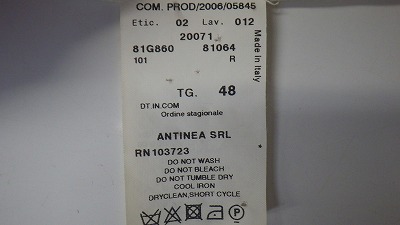 COM. PROD/2006/05845
Etic. 02 Lav. 012
20071
81G860 81064
101 R
Made in Italy
TG. 48
DT.IN.COM
Ordine stagionale
ANTINEA SRL
RN103723
DO NOT WASH
DO NOT BLEACH
DO NOT TUMBLE DRY
COOL IRON
DRYCLEAN,SHORT CYCLE
P